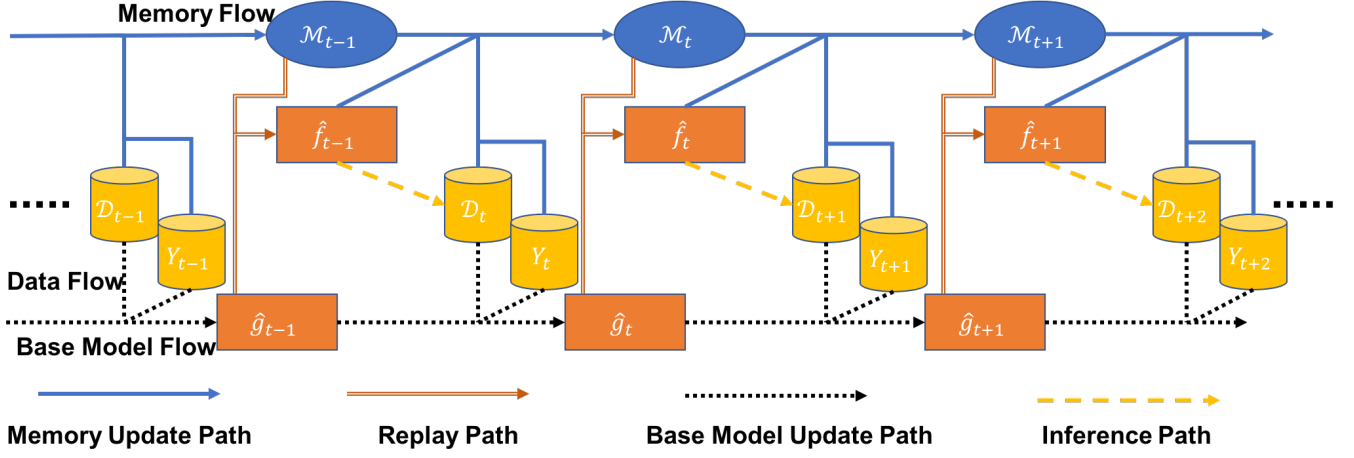 Memory Flow
ℳₜ₋₁
ℳₜ
ℳₜ₊₁
f̂ₜ₋₁
f̂ₜ
f̂ₜ₊₁
𝒟ₜ₋₁
𝒟ₜ
𝒟ₜ₊₁
𝒟ₜ₊₂
Yₜ₋₁
Yₜ
Yₜ₊₁
Yₜ₊₂
Data Flow
ĝₜ₋₁
ĝₜ
ĝₜ₊₁
Base Model Flow
Memory Update Path
Replay Path
Base Model Update Path
Inference Path